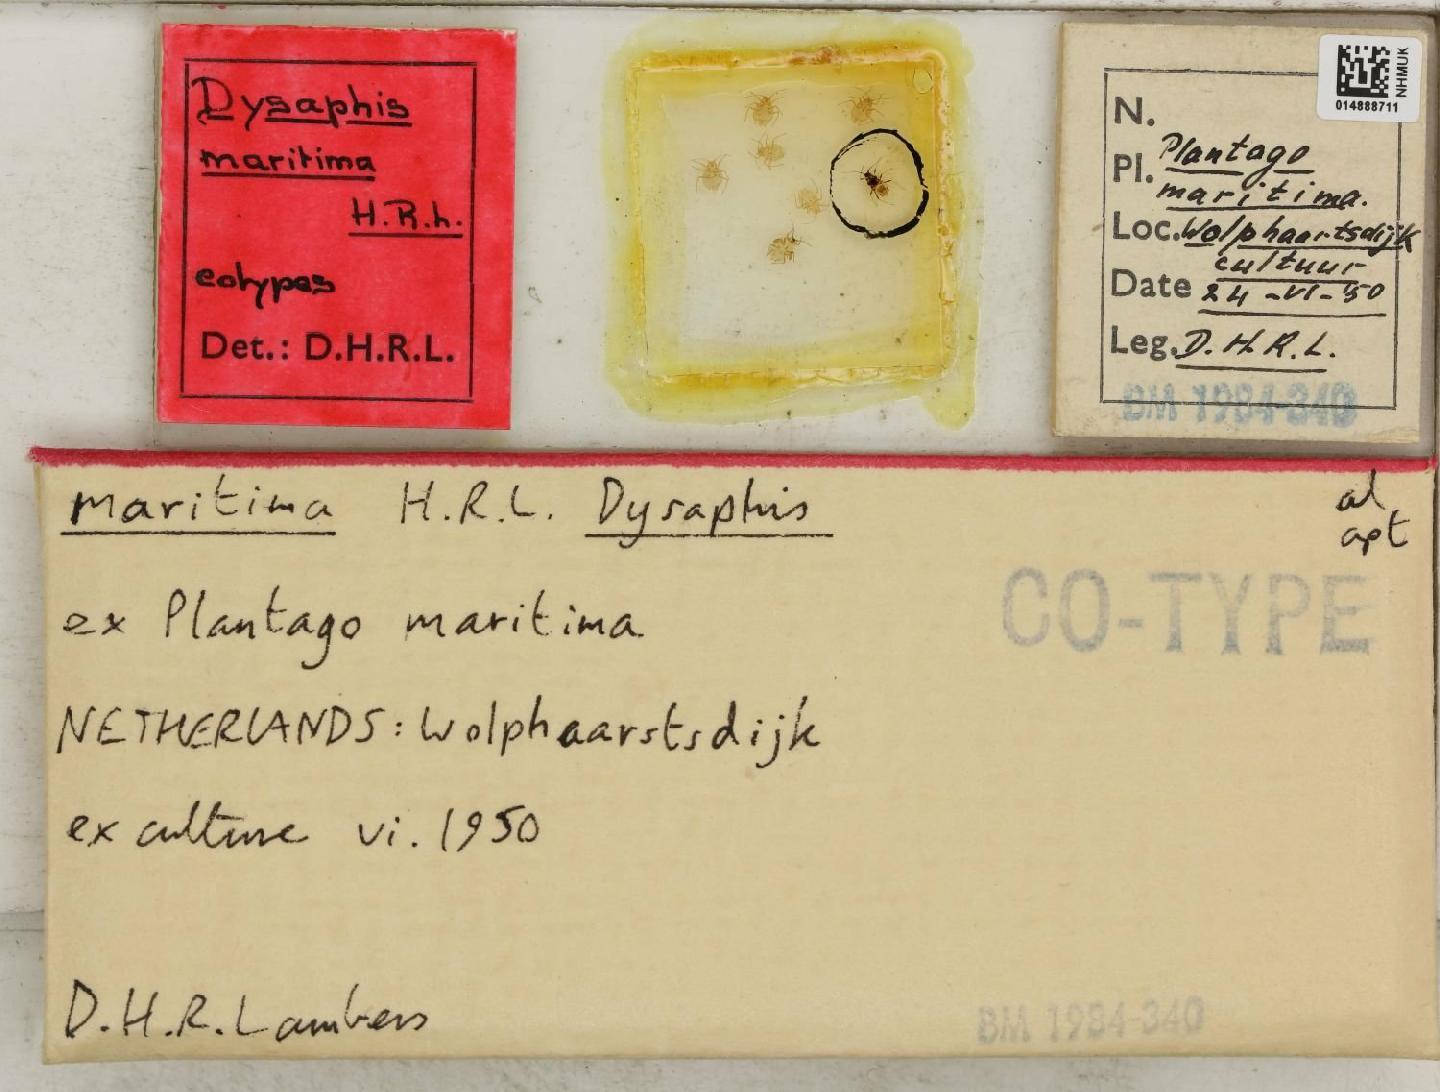 Dysaphis
maritima
H.R.L.
cotypes
Det.: D.H.R.L.
NHMUK
014888711
N.
Pl. Plantago
maritima.
Loc. Wolphaartsdijk
cultuur
Date 24-VI-50
Leg. D.H.R.L.
BM 1984-340
maritima H.R.L. Dysaphis
al
apt
CO-TYPE
ex Plantago maritima
NETHERLANDS: Wolphaarstsdijk
ex culture vi. 1950
D.H.R. Lambers
BM 1984-340